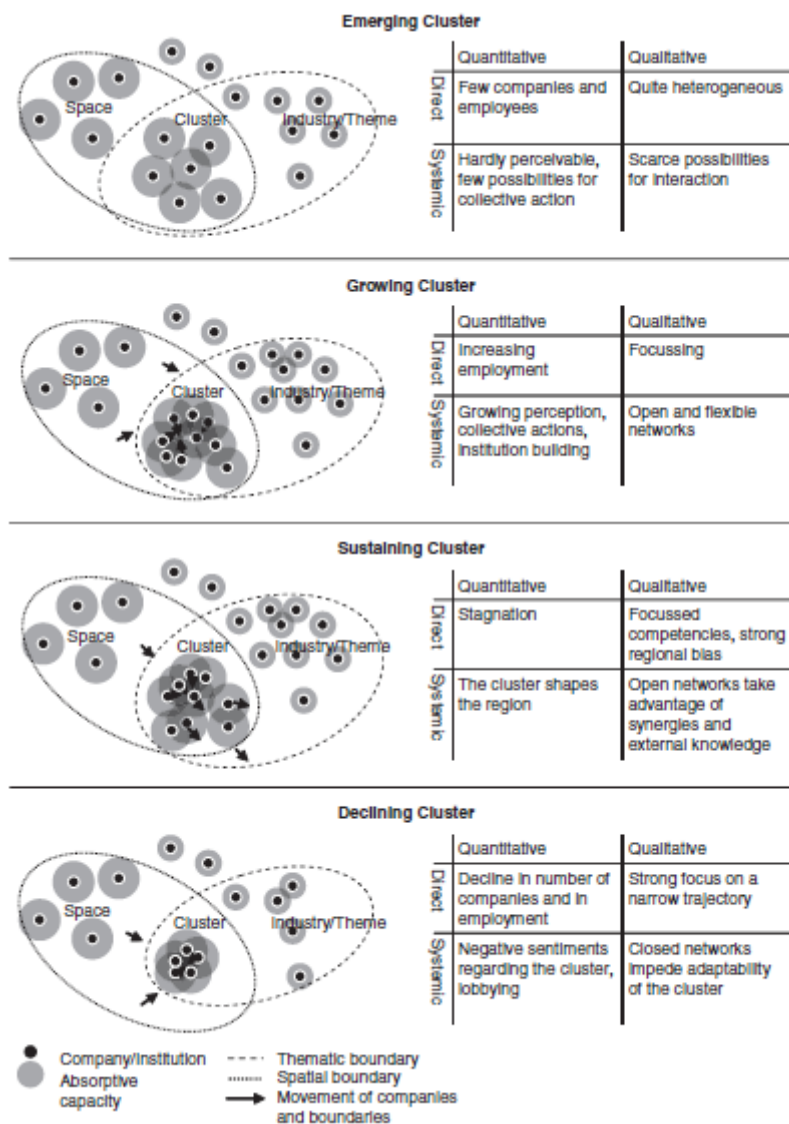 Emerging Cluster
Space
Cluster
Industry/Theme
Quantitative
Qualitative
Direct
Few companies and
employees
Quite heterogeneous
Systemic
Hardly perceivable,
few possibilities for
collective action
Scarce possibilities
for interaction
Growing Cluster
Space
Cluster
Industry/Theme
Quantitative
Qualitative
Direct
Increasing
employment
Focussing
Systemic
Growing perception,
collective actions,
institution building
Open and flexible
networks
Sustaining Cluster
Space
Cluster
Industry/Theme
Quantitative
Qualitative
Direct
Stagnation
Focussed
competencies, strong
regional bias
Systemic
The cluster shapes
the region
Open networks take
advantage of
synergies and
external knowledge
Declining Cluster
Space
Cluster
Industry/Theme
Quantitative
Qualitative
Direct
Decline in number of
companies and in
employment
Strong focus on a
narrow trajectory
Systemic
Negative sentiments
regarding the cluster,
lobbying
Closed networks
impede adaptability
of the cluster
Company/Institution
Absorptive
capacity
Thematic boundary
Spatial boundary
Movement of companies
and boundaries